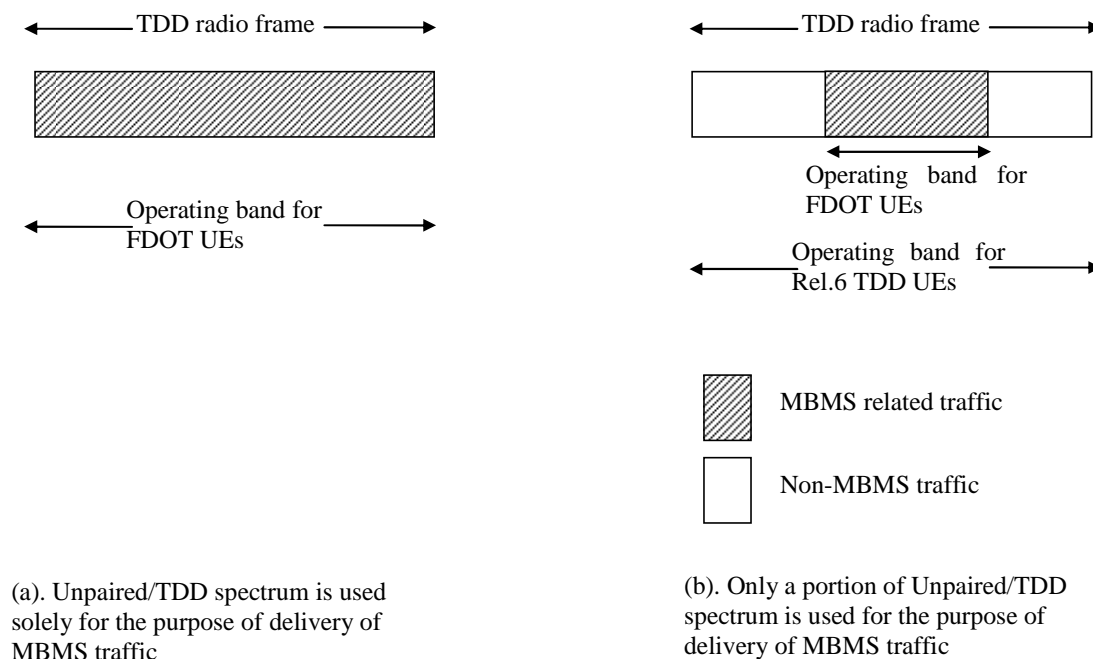 TDD radio frame
Operating band for
FDOT UEs
(a). Unpaired/TDD spectrum is used
solely for the purpose of delivery of
MBMS traffic
TDD radio frame
Operating band for
FDOT UEs
Operating band for
Rel.6 TDD UEs
MBMS related traffic
Non-MBMS traffic
(b). Only a portion of Unpaired/TDD
spectrum is used for the purpose of
delivery of MBMS traffic